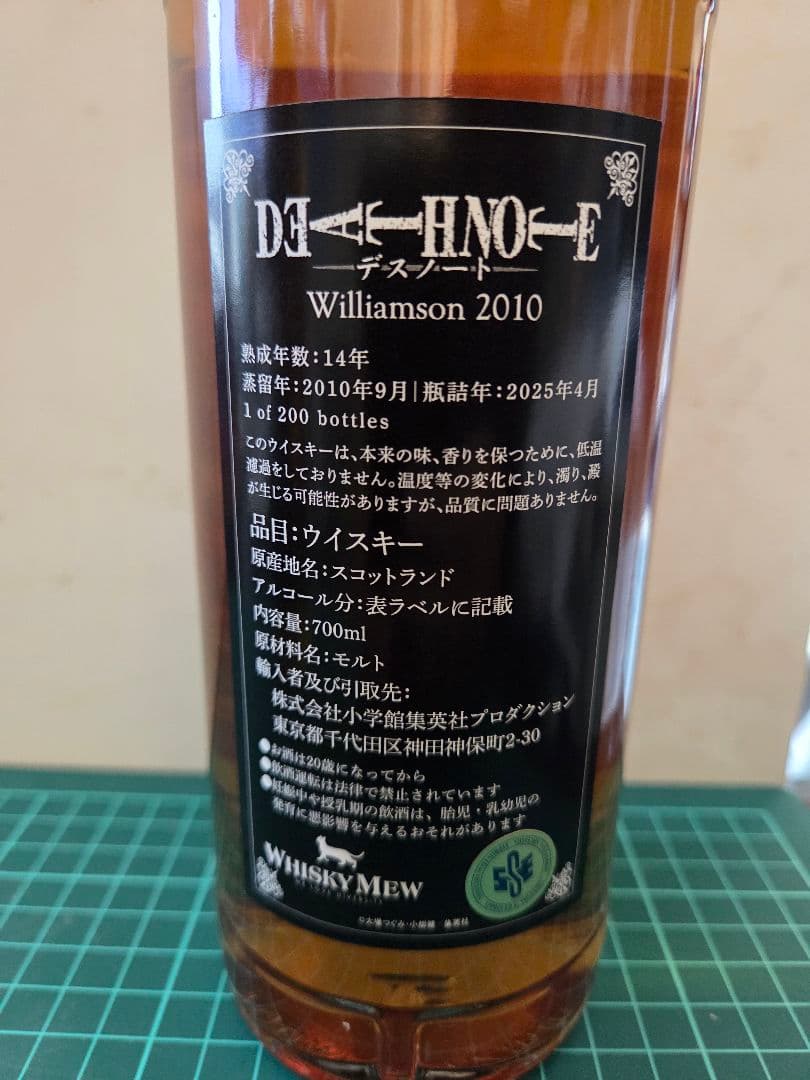 DEATH NOTE
デスノート
Williamson 2010
熟成年数：14年
蒸留年：2010年9月|瓶詰年：2025年4月
1 of 200 bottles
このウイスキーは、本来の味、香りを保つために、低温
濾過をしておりません。温度等の変化により、濁り、澱
が生じる可能性がありますが、品質に問題ありません。
品目：ウイスキー
原産地名：スコットランド
アルコール分：表ラベルに記載
内容量：700ml
原材料名：モルト
輸入者及び引取先：
株式会社小学館集英社プロダクション
東京都千代田区神田神保町2-30
●お酒は20歳になってから
●飲酒運転は法律で禁止されています
●妊娠中や授乳期の飲酒は、胎児・乳幼児の
発育に悪影響を与えるおそれがあります
WHISKY MEW
©大場つぐみ・小畑健　集英社